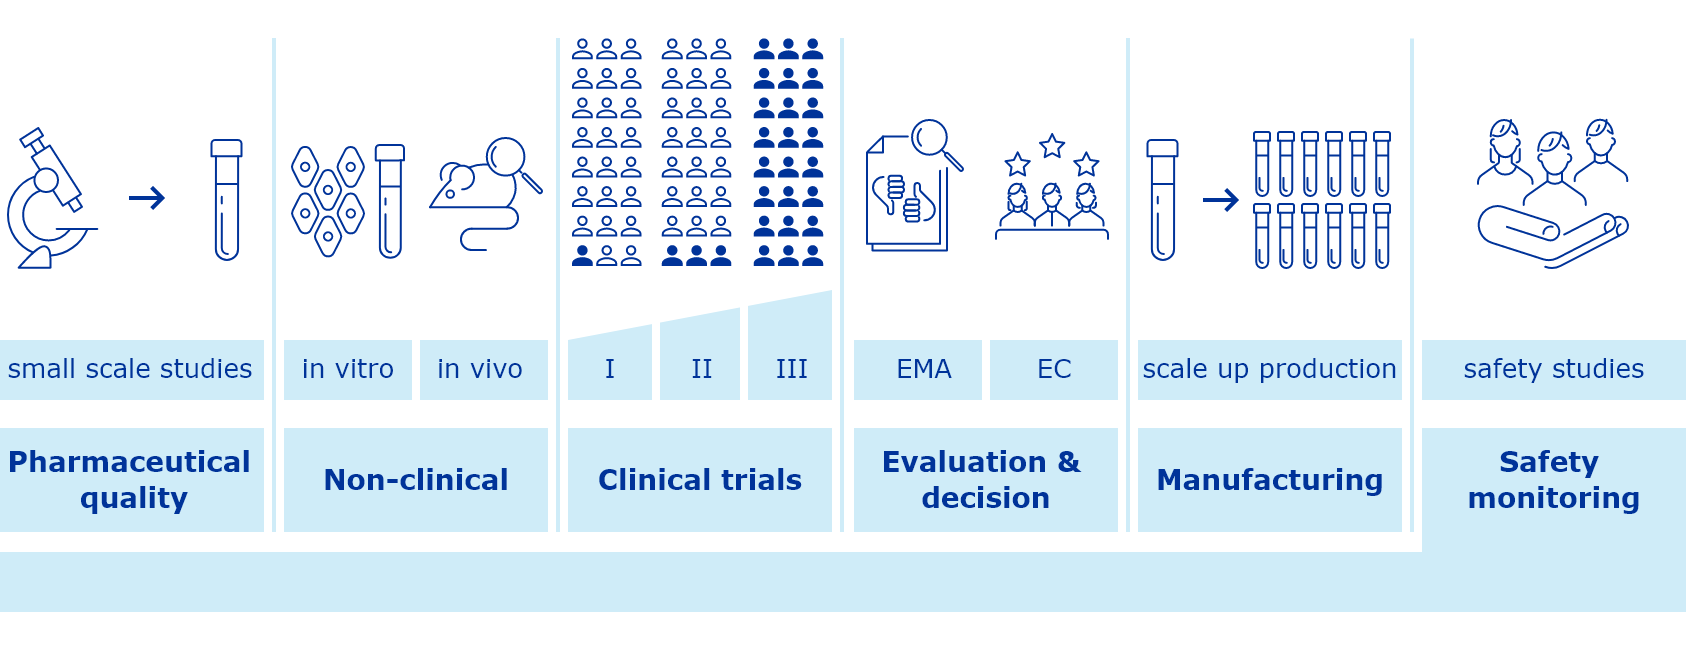 small scale studies
in vitro
in vivo
I
II
III
EMA
EC
scale up production
safety studies
Pharmaceutical
quality
Non-clinical
Clinical trials
Evaluation &
decision
Manufacturing
Safety
monitoring